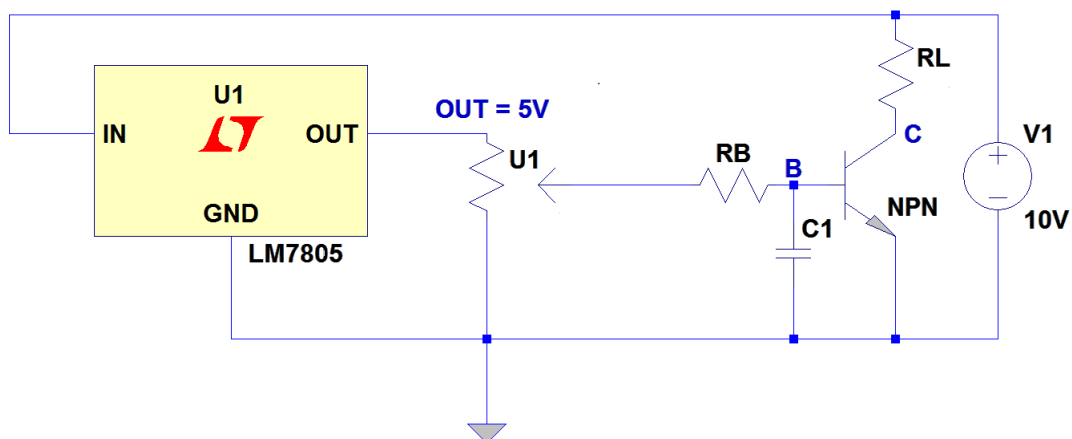 RL
U1
OUT = 5V
IN
OUT
U1
RB
B
C
V1
GND
C1
NPN
10V
LM7805